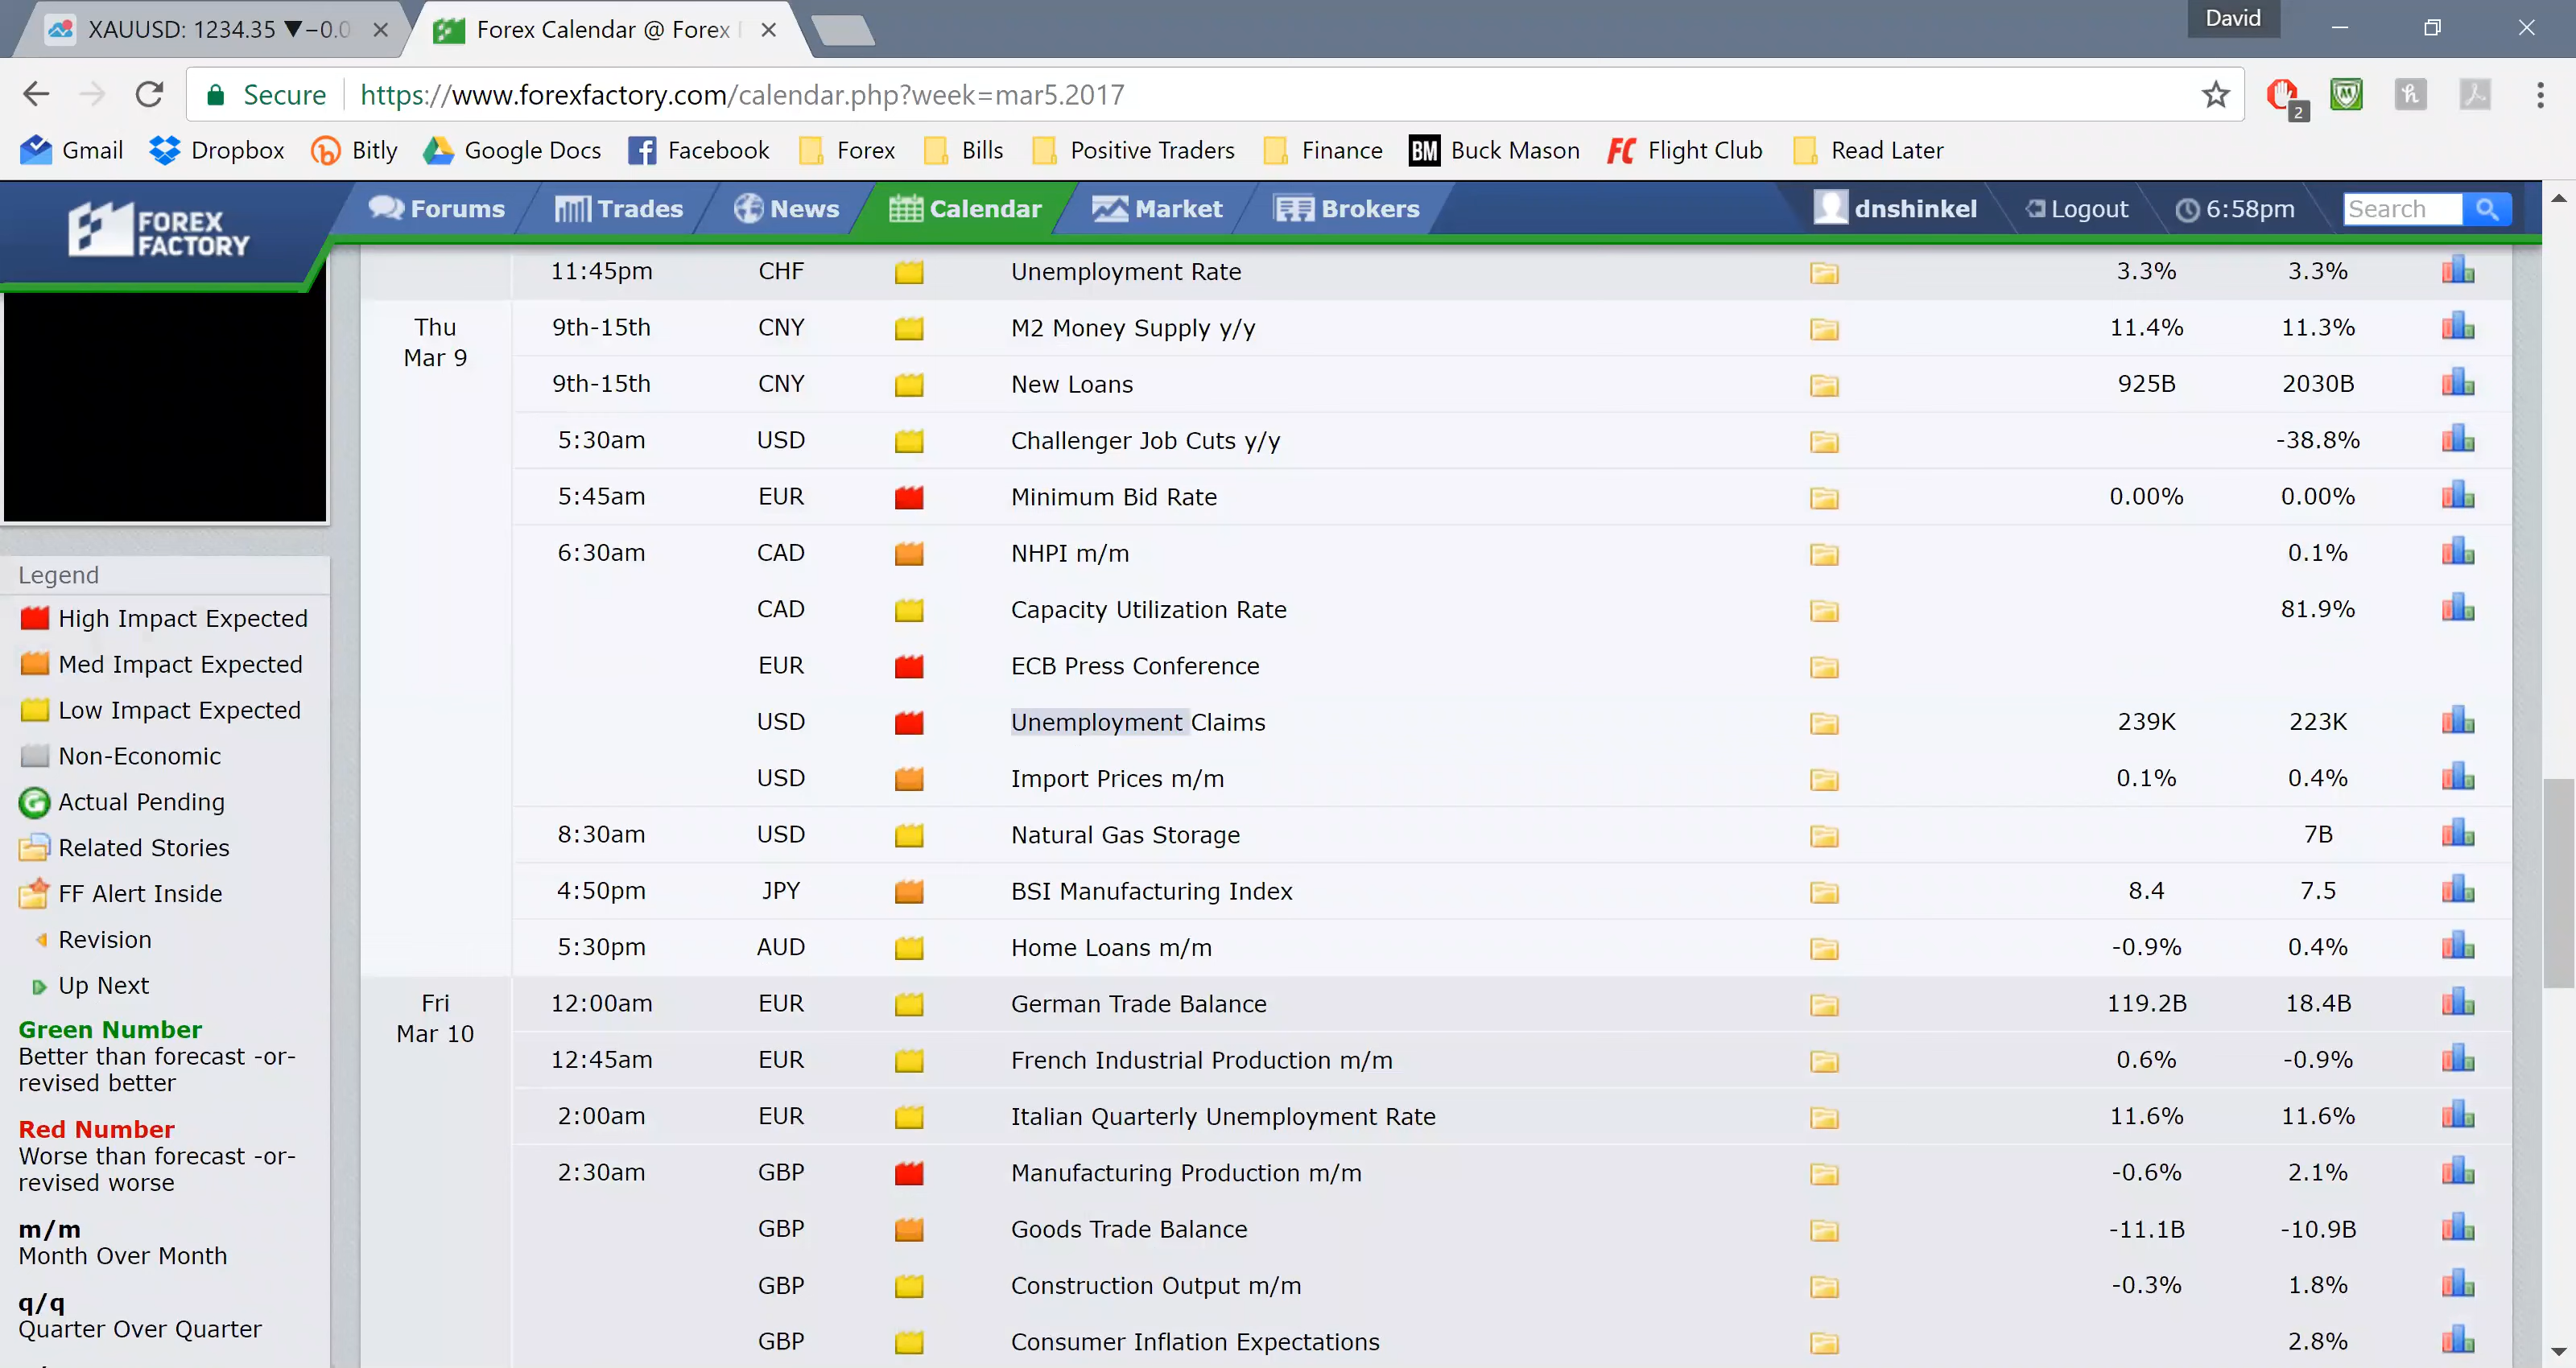 XAUUSD: 1234.35 ▼−0.0
Forex Calendar @ Forex
David
Secure https://www.forexfactory.com/calendar.php?week=mar5.2017
2
Gmail Dropbox Bitly Google Docs Facebook Forex Bills Positive Traders Finance BM Buck Mason FC Flight Club Read Later
FOREX FACTORY
Forums Trades News Calendar Market Brokers dnshinkel Logout 6:58pm Search
11:45pm CHF Unemployment Rate 3.3% 3.3%
Thu Mar 9 9th-15th CNY M2 Money Supply y/y 11.4% 11.3%
9th-15th CNY New Loans 925B 2030B
5:30am USD Challenger Job Cuts y/y -38.8%
5:45am EUR Minimum Bid Rate 0.00% 0.00%
6:30am CAD NHPI m/m 0.1%
CAD Capacity Utilization Rate 81.9%
EUR ECB Press Conference
USD Unemployment Claims 239K 223K
USD Import Prices m/m 0.1% 0.4%
8:30am USD Natural Gas Storage 7B
4:50pm JPY BSI Manufacturing Index 8.4 7.5
5:30pm AUD Home Loans m/m -0.9% 0.4%
Fri Mar 10 12:00am EUR German Trade Balance 119.2B 18.4B
12:45am EUR French Industrial Production m/m 0.6% -0.9%
2:00am EUR Italian Quarterly Unemployment Rate 11.6% 11.6%
2:30am GBP Manufacturing Production m/m -0.6% 2.1%
GBP Goods Trade Balance -11.1B -10.9B
GBP Construction Output m/m -0.3% 1.8%
GBP Consumer Inflation Expectations 2.8%
Legend
High Impact Expected
Med Impact Expected
Low Impact Expected
Non-Economic
Actual Pending
Related Stories
FF Alert Inside
Revision
Up Next
Green Number
Better than forecast -or-
revised better
Red Number
Worse than forecast -or-
revised worse
m/m
Month Over Month
q/q
Quarter Over Quarter